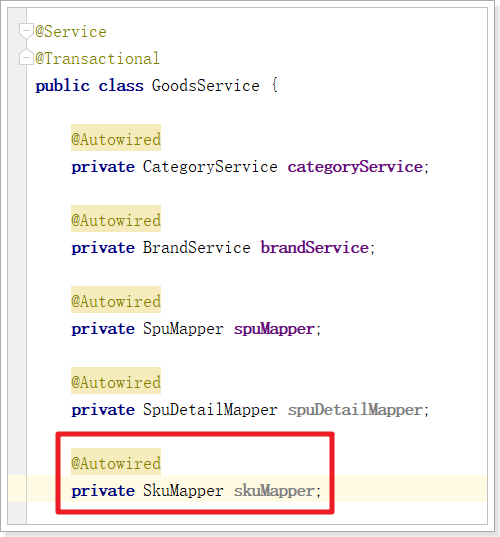 @Service
@Transactional
public class GoodsService {
@Autowired
private CategoryService categoryService;
@Autowired
private BrandService brandService;
@Autowired
private SpuMapper spuMapper;
@Autowired
private SpuDetailMapper spuDetailMapper;
@Autowired
private SkuMapper skuMapper;